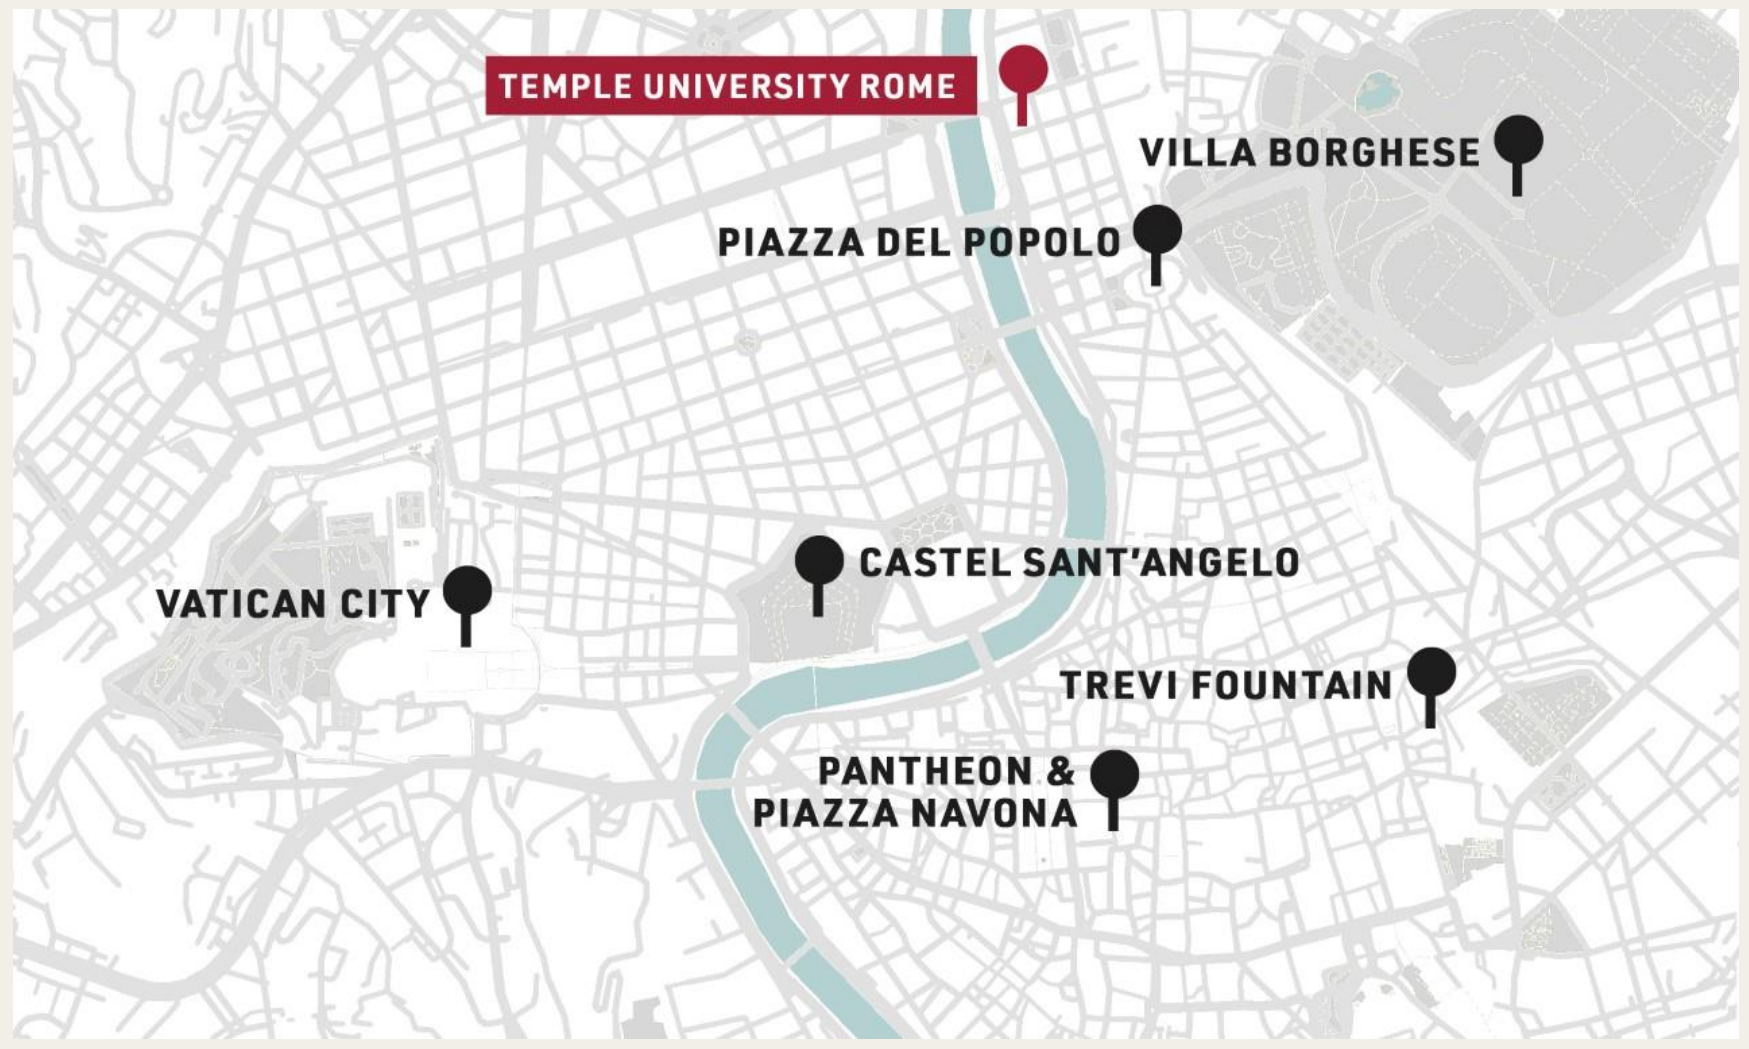 TEMPLE UNIVERSITY ROME
VILLA BORGHESE
PIAZZA DEL POPOLO
CASTEL SANT’ANGELO
VATICAN CITY
TREVI FOUNTAIN
PANTHEON &
PIAZZA NAVONA